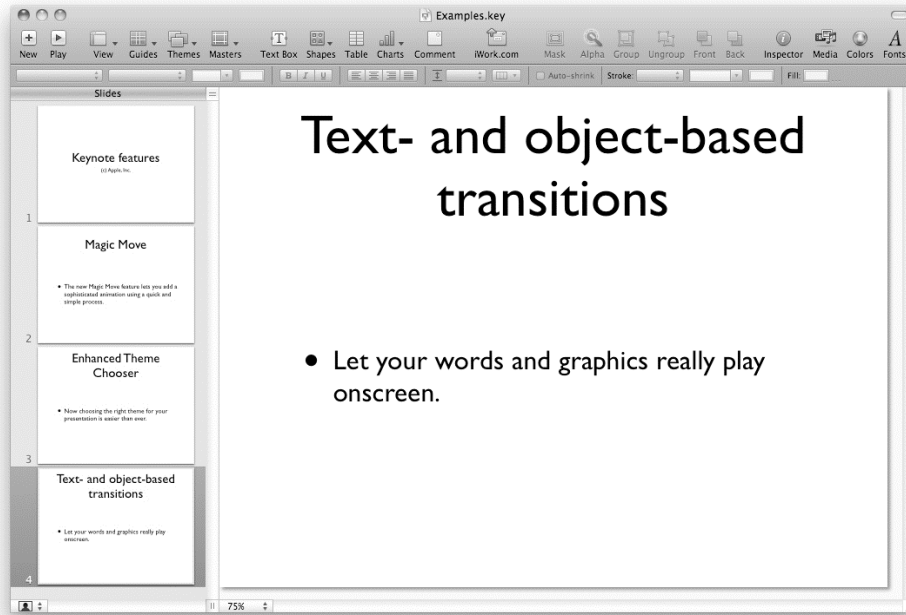 Examples.key
New Play View Guides Themes Masters Text Box Shapes Table Charts Comment iWork.com Mask Alpha Group Ungroup Front Back Inspector Media Colors Fonts
B I U Auto-shrink Stroke: Fill:
Slides
Keynote features
(c) Apple, Inc.
1
Magic Move
• The new Magic Move feature lets you add a
sophisticated animation using a quick and
simple process.
2
Enhanced Theme
Chooser
• Now choosing the right theme for your
presentation is easier than ever.
3
Text- and object-based
transitions
• Let your words and graphics really play
onscreen.
4
Text- and object-based
transitions
• Let your words and graphics really play
onscreen.
75%